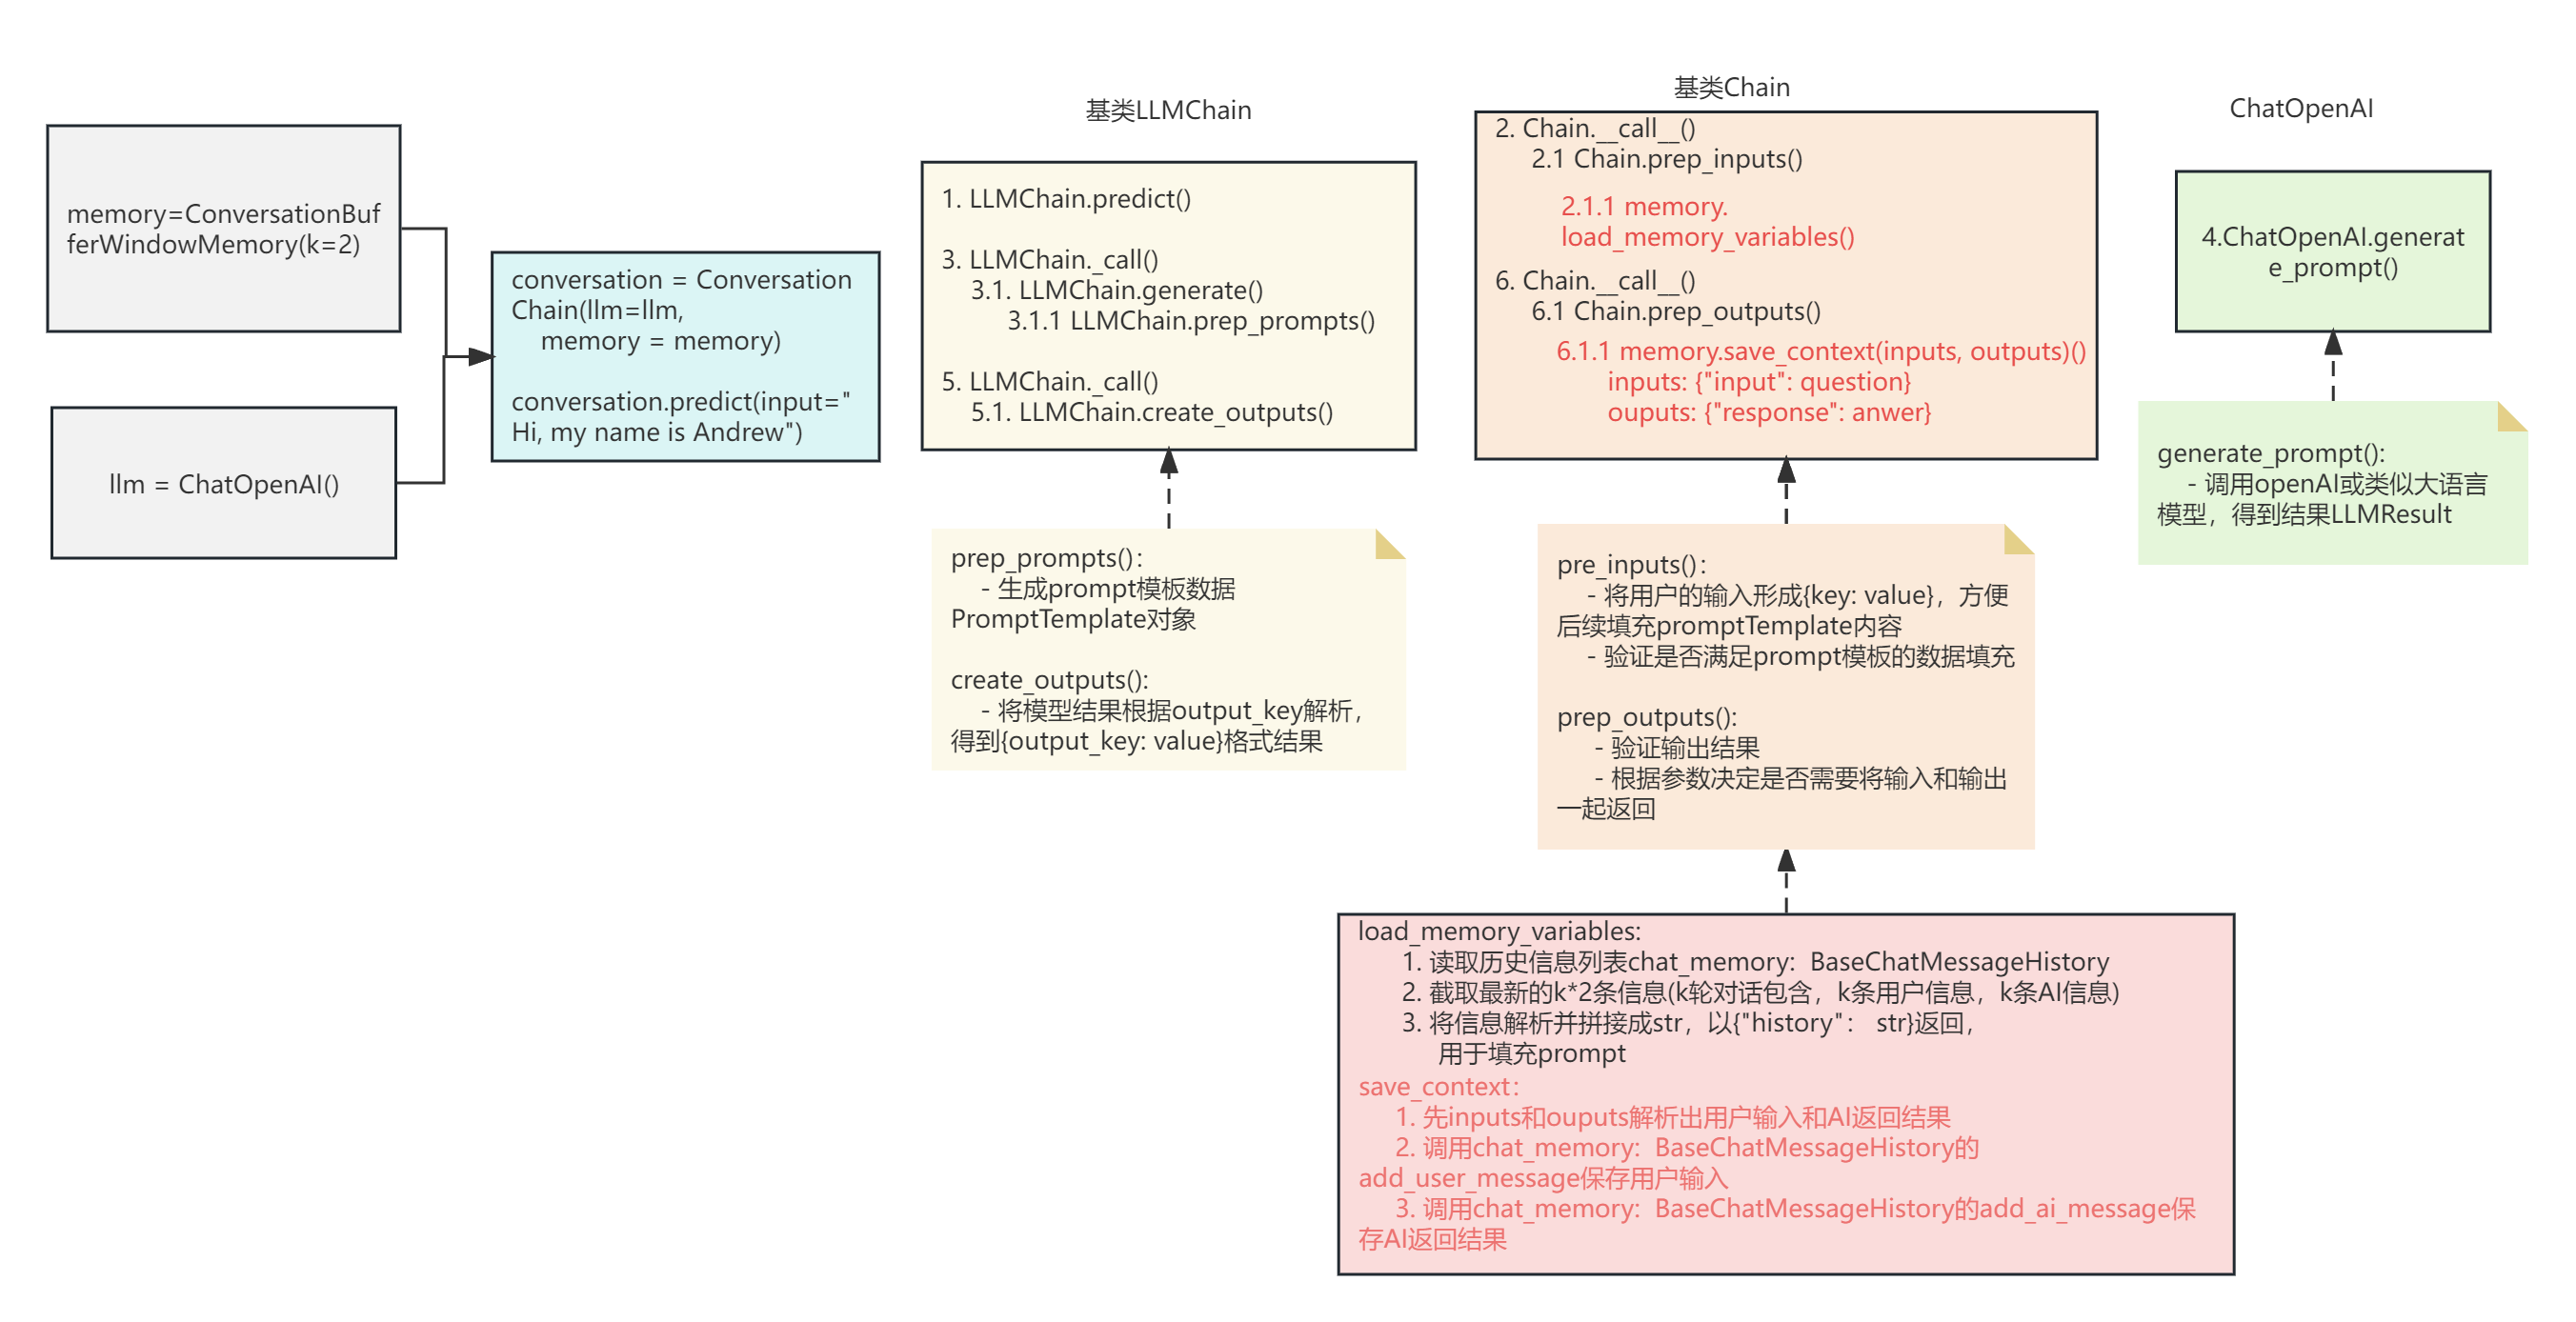 memory=ConversationBuf
ferWindowMemory(k=2)
llm = ChatOpenAI()
conversation = Conversation
Chain(llm=llm,
memory = memory)
conversation.predict(input="
Hi, my name is Andrew")
基类LLMChain
1. LLMChain.predict()
3. LLMChain._call()
3.1. LLMChain.generate()
3.1.1 LLMChain.prep_prompts()
5. LLMChain._call()
5.1. LLMChain.create_outputs()
prep_prompts():
- 生成prompt模板数据
PromptTemplate对象
create_outputs():
- 将模型结果根据output_key解析，
得到{output_key: value}格式结果
基类Chain
2. Chain.__call__()
2.1 Chain.prep_inputs()
2.1.1 memory.
load_memory_variables()
6. Chain.__call__()
6.1 Chain.prep_outputs()
6.1.1 memory.save_context(inputs, outputs)()
inputs: {"input": question}
ouputs: {"response": anwer}
pre_inputs()：
- 将用户的输入形成{key: value}，方便
后续填充promptTemplate内容
- 验证是否满足prompt模板的数据填充
prep_outputs():
- 验证输出结果
- 根据参数决定是否需要将输入和输出
一起返回
load_memory_variables:
1. 读取历史信息列表chat_memory：BaseChatMessageHistory
2. 截取最新的k*2条信息(k轮对话包含，k条用户信息，k条AI信息)
3. 将信息解析并拼接成str，以{"history"： str}返回，
用于填充prompt
save_context：
1. 先inputs和ouputs解析出用户输入和AI返回结果
2. 调用chat_memory：BaseChatMessageHistory的
add_user_message保存用户输入
3. 调用chat_memory：BaseChatMessageHistory的add_ai_message保
存AI返回结果
ChatOpenAI
4.ChatOpenAI.generat
e_prompt()
generate_prompt():
- 调用openAI或类似大语言
模型，得到结果LLMResult